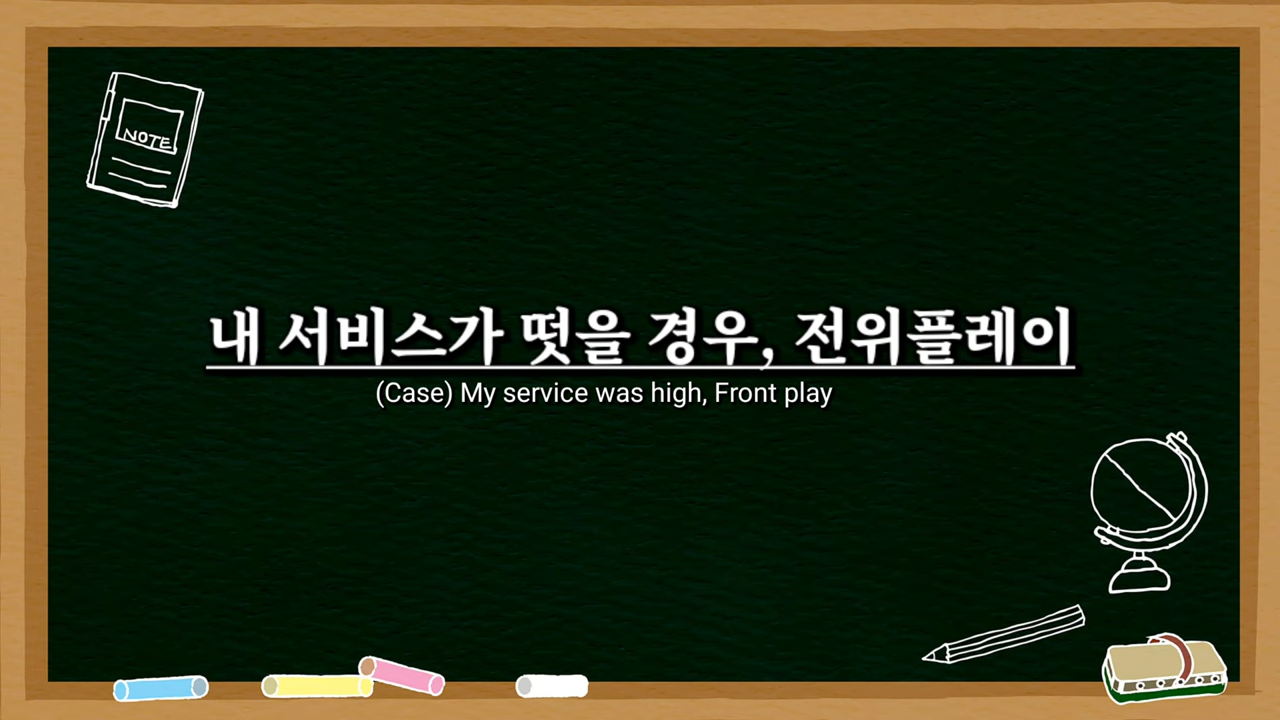 NOTE
내 서비스가 떳을 경우, 전위플레이
(Case) My service was high, Front play